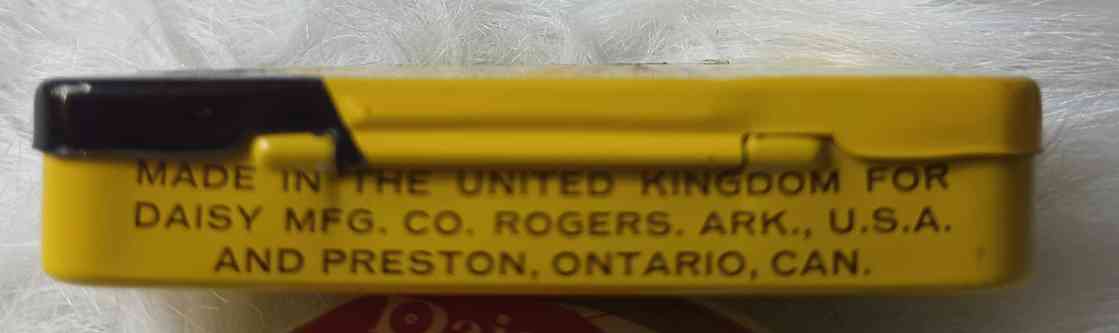 MADE IN THE UNITED KINGDOM FOR
DAISY MFG. CO. ROGERS. ARK., U.S.A.
AND PRESTON, ONTARIO, CAN.